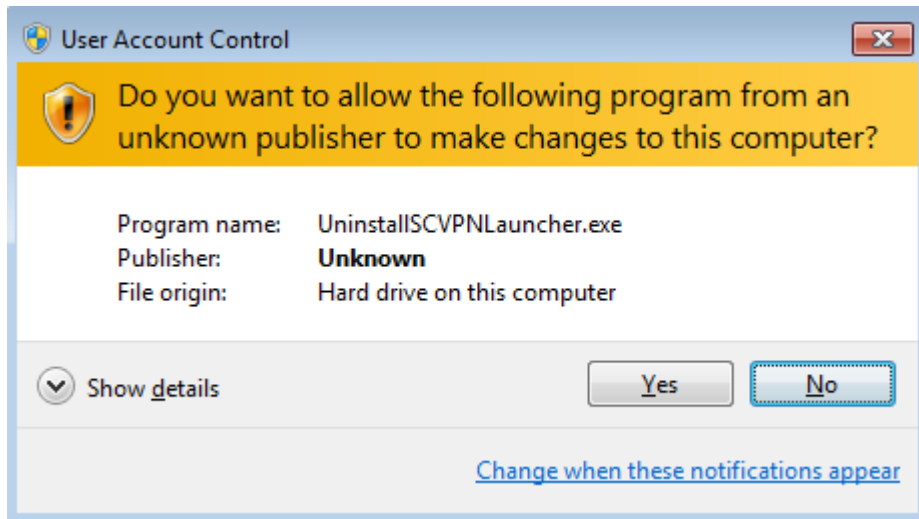 User Account Control
Do you want to allow the following program from an
unknown publisher to make changes to this computer?
Program name: UninstallSCVPNLauncher.exe
Publisher: Unknown
File origin: Hard drive on this computer
Show details
Yes
No
Change when these notifications appear